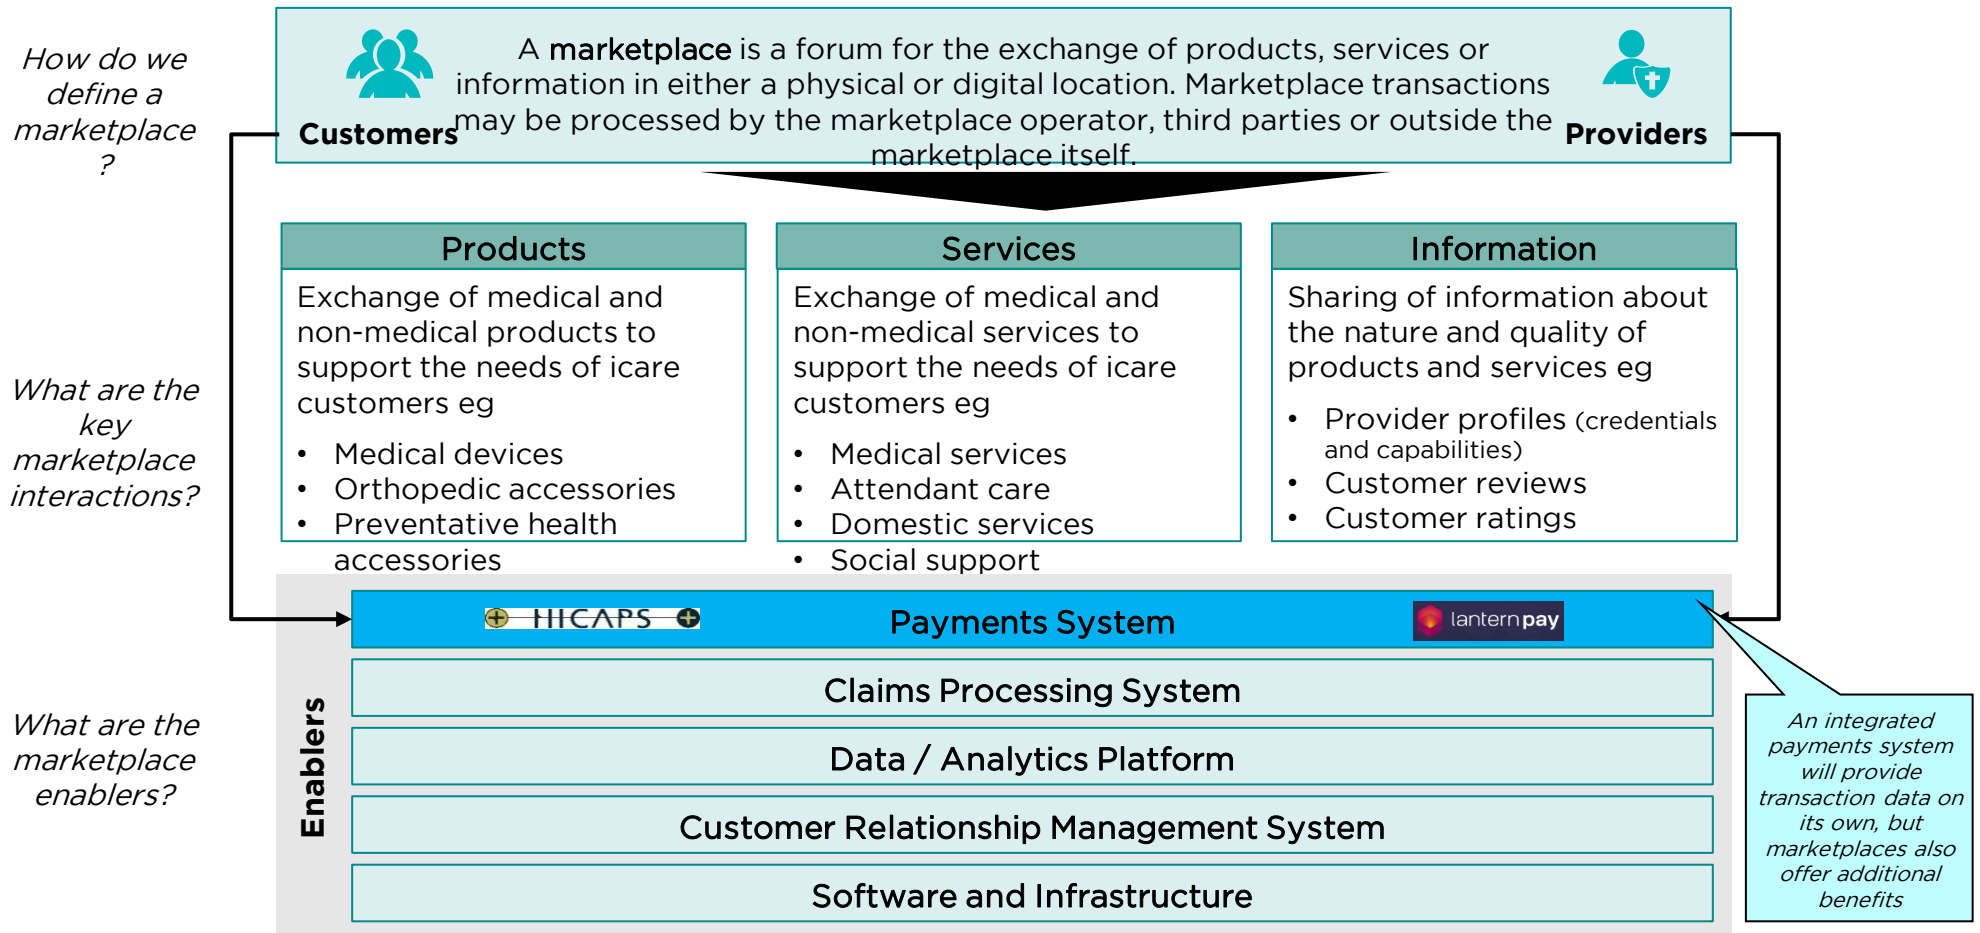 How do we
define a
marketplace
?
A marketplace is a forum for the exchange of products, services or
information in either a physical or digital location. Marketplace transactions
may be processed by the marketplace operator, third parties or outside the
marketplace itself.
Customers
Providers
What are the
key
marketplace
interactions?
Products
Exchange of medical and
non-medical products to
support the needs of icare
customers eg
• Medical devices
• Orthopedic accessories
• Preventative health
accessories
Services
Exchange of medical and
non-medical services to
support the needs of icare
customers eg
• Medical services
• Attendant care
• Domestic services
• Social support
Information
Sharing of information about
the nature and quality of
products and services eg
• Provider profiles (credentials
and capabilities)
• Customer reviews
• Customer ratings
What are the
marketplace
enablers?
Enablers
HICAPS
Payments System
lanternpay
Claims Processing System
Data / Analytics Platform
Customer Relationship Management System
Software and Infrastructure
An integrated
payments system
will provide
transaction data on
its own, but
marketplaces also
offer additional
benefits